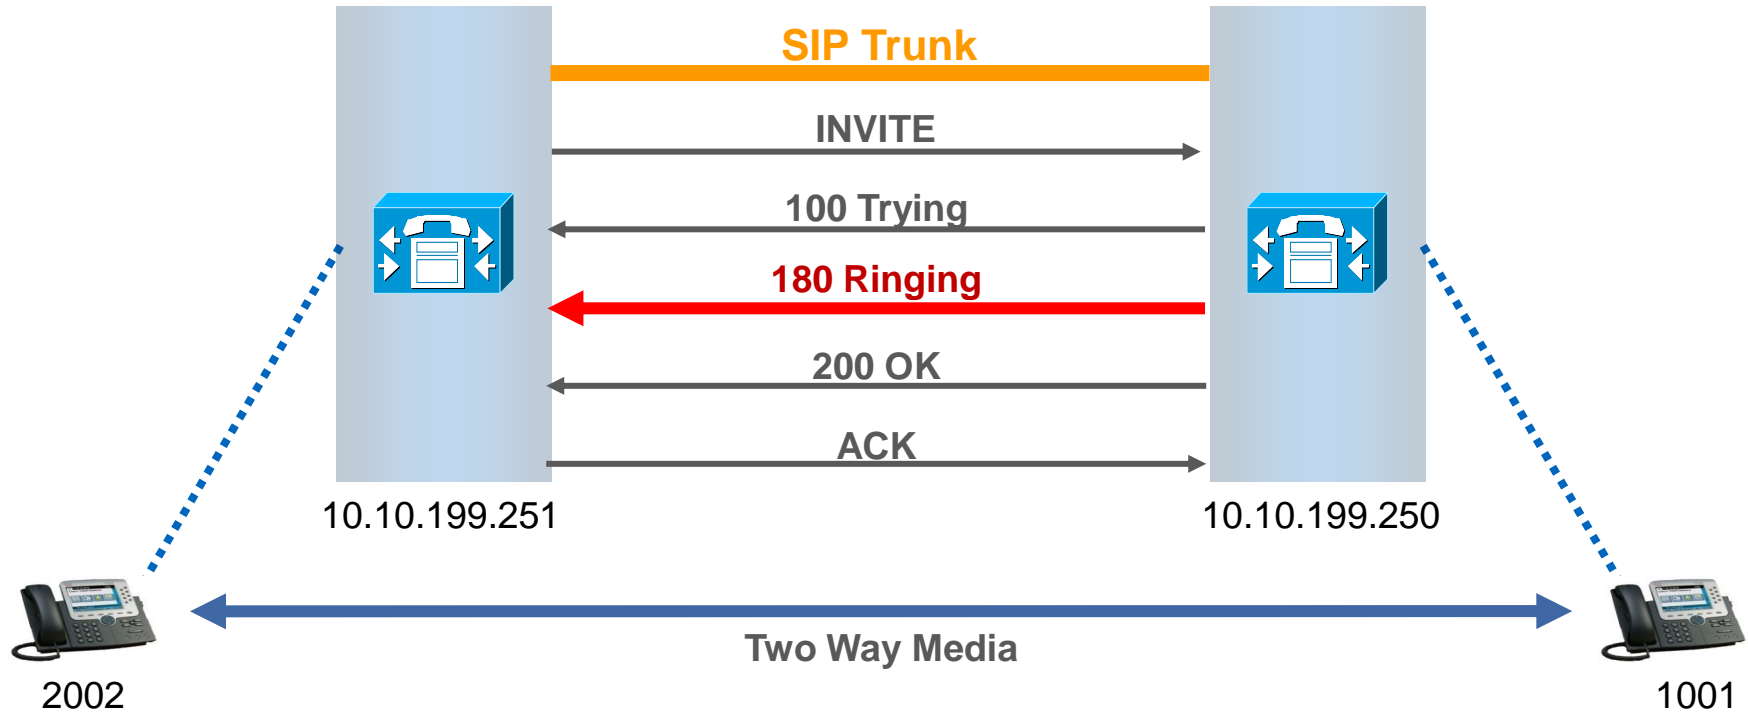 SIP Trunk
INVITE
100 Trying
180 Ringing
200 OK
ACK
10.10.199.251
10.10.199.250
Two Way Media
2002
1001